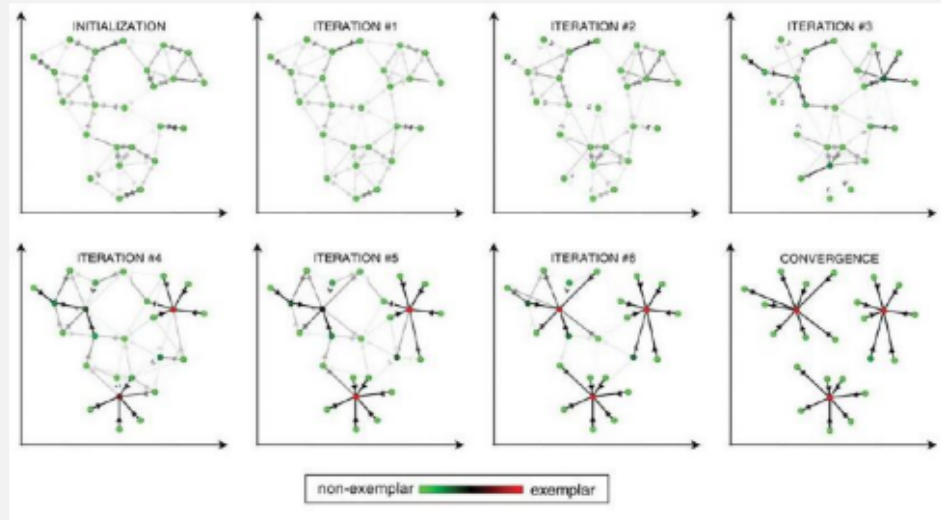 INITIALIZATION
ITERATION #1
ITERATION #2
ITERATION #3
ITERATION #4
ITERATION #5
ITERATION #6
CONVERGENCE
non-exemplar exemplar